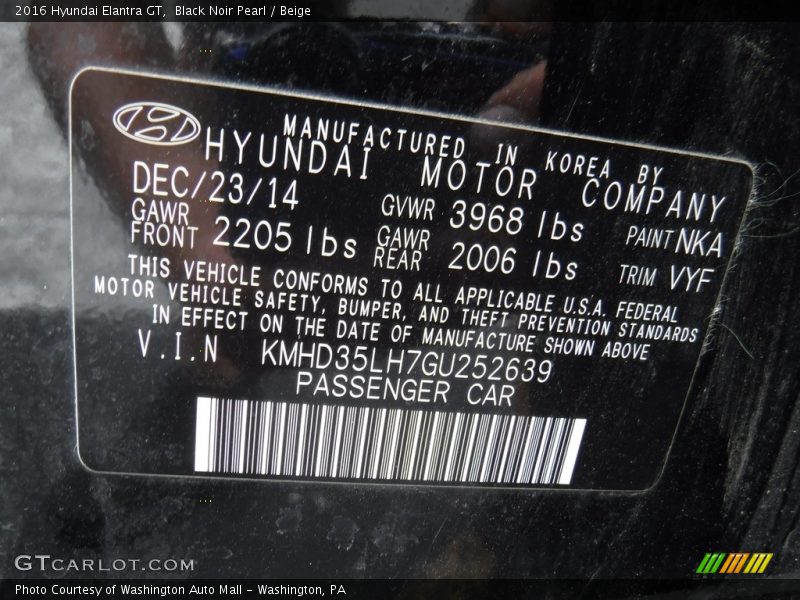 2016 Hyundai Elantra GT,  Black Noir Pearl / Beige
MANUFACTURED IN KOREA BY
HYUNDAI MOTOR COMPANY
DEC/23/14 GVWR 3968 lbs PAINT NKA
GAWR FRONT 2205 lbs GAWR REAR 2006 lbs TRIM VYF
THIS VEHICLE CONFORMS TO ALL APPLICABLE U.S.A. FEDERAL
MOTOR VEHICLE SAFETY, BUMPER, AND THEFT PREVENTION STANDARDS
IN EFFECT ON THE DATE OF MANUFACTURE SHOWN ABOVE
V.I.N KMHD35LH7GU252639
PASSENGER CAR
GTCARLOT.COM
Photo Courtesy of Washington Auto Mall - Washington, PA